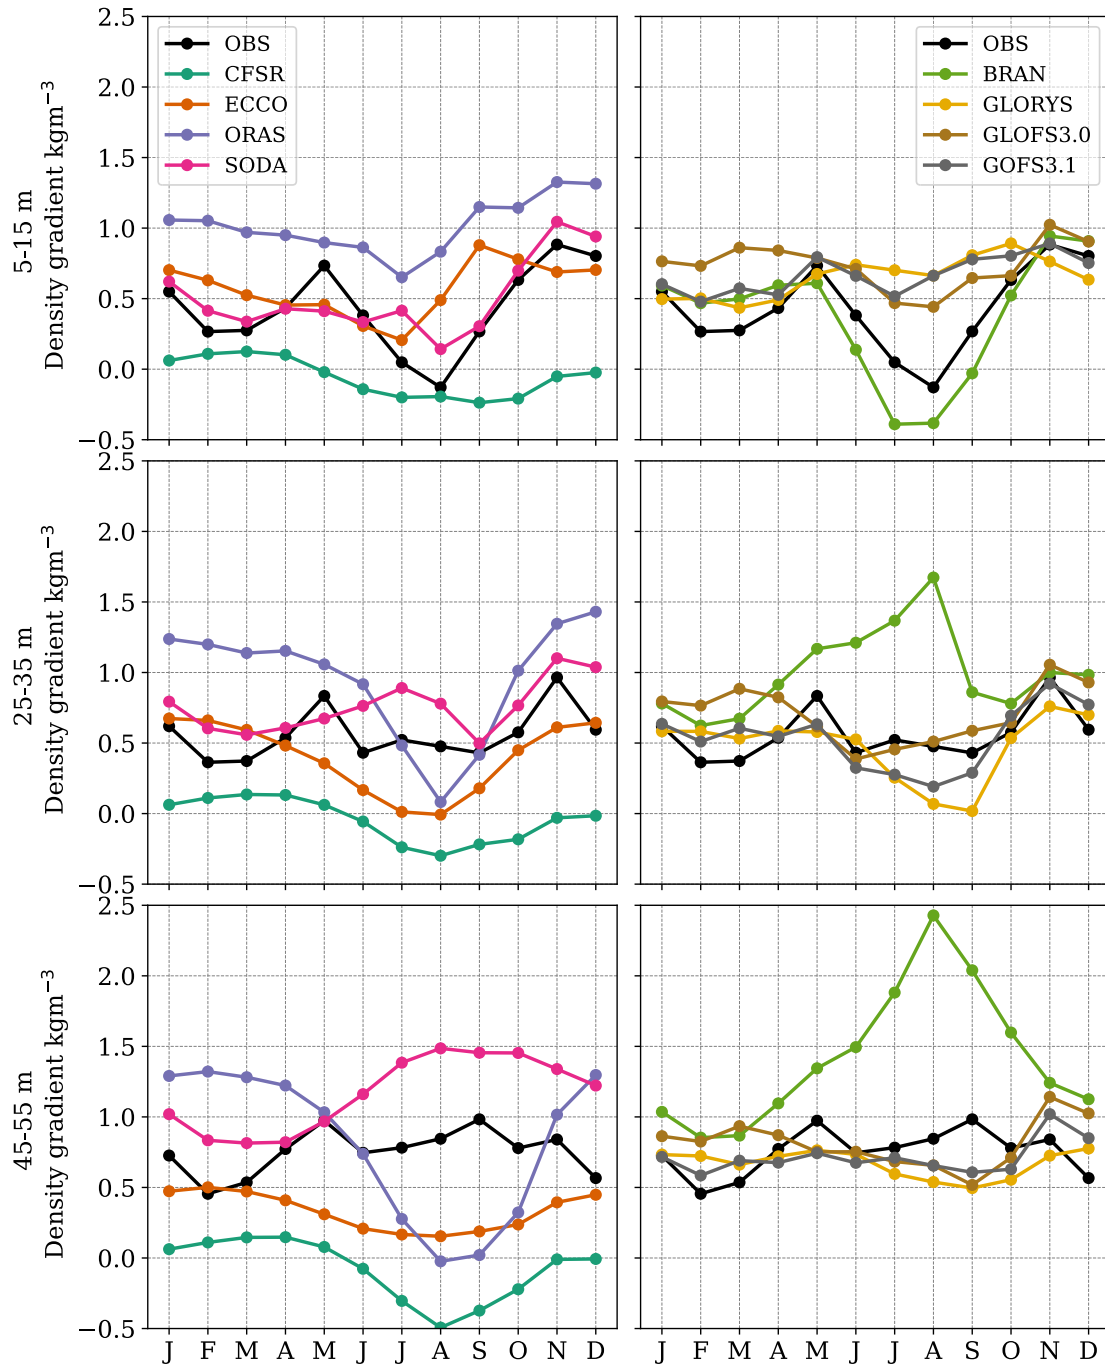 5-15 m
Density gradient kgm⁻³
2.5
2.0
1.5
1.0
0.5
0.0
−0.5
OBS
CFSR
ECCO
ORAS
SODA
OBS
BRAN
GLORYS
GLOFS3.0
GOFS3.1
25-35 m
Density gradient kgm⁻³
2.5
2.0
1.5
1.0
0.5
0.0
−0.5
45-55 m
Density gradient kgm⁻³
2.5
2.0
1.5
1.0
0.5
0.0
−0.5
J F M A M J J A S O N D
J F M A M J J A S O N D